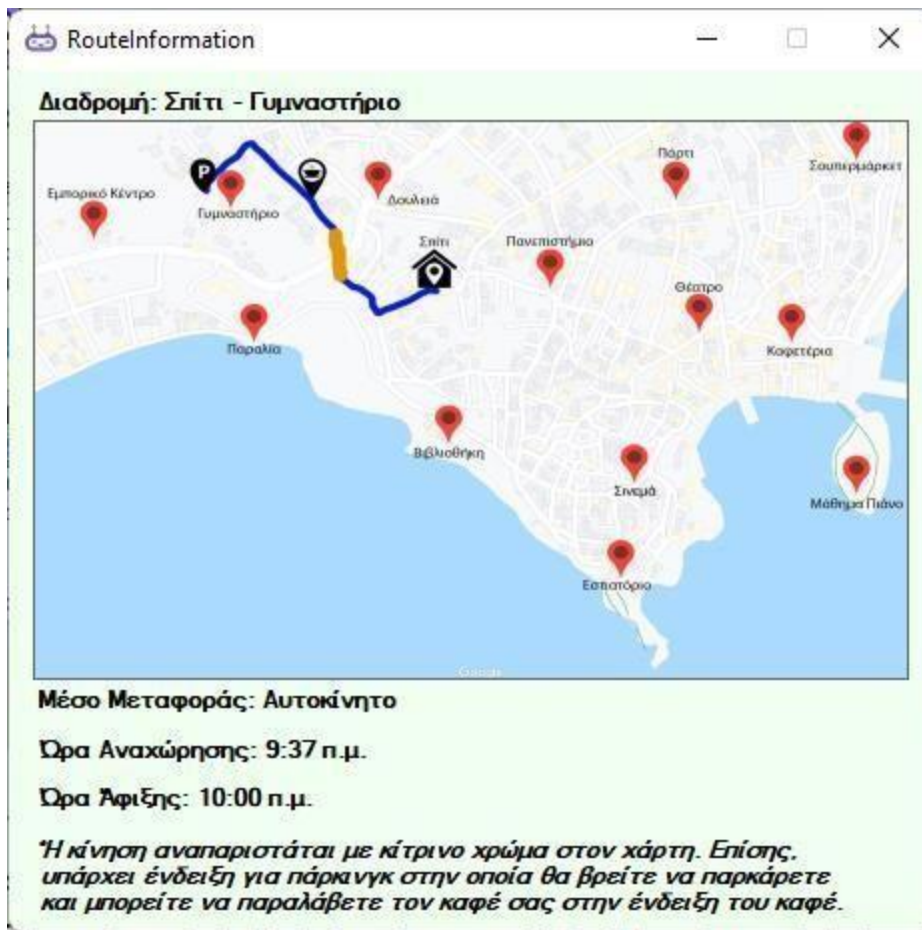 RouteInformation
Διαδρομή: Σπίτι - Γυμναστήριο
P
Πάρτι
Σουπερμάρκετ
Εμπορικό Κέντρο
Δουλειά
Γυμναστήριο
Σπίτι
Πανεπιστήμιο
Θέατρο
Παραλία
Καφετέρια
Βιβλιοθήκη
Σινεμά
Μάθημα Πιάνο
Εστιατόριο
Google
Μέσο Μεταφοράς: Αυτοκίνητο
Ώρα Αναχώρησης: 9:37 π.μ.
Ώρα Άφιξης: 10:00 π.μ.
*Η κίνηση αναπαριστάται με κίτρινο χρώμα στον χάρτη. Επίσης,
υπάρχει ένδειξη για πάρκινγκ στην οποία θα βρείτε να παρκάρετε
και μπορείτε να παραλάβετε τον καφέ σας στην ένδειξη του καφέ.